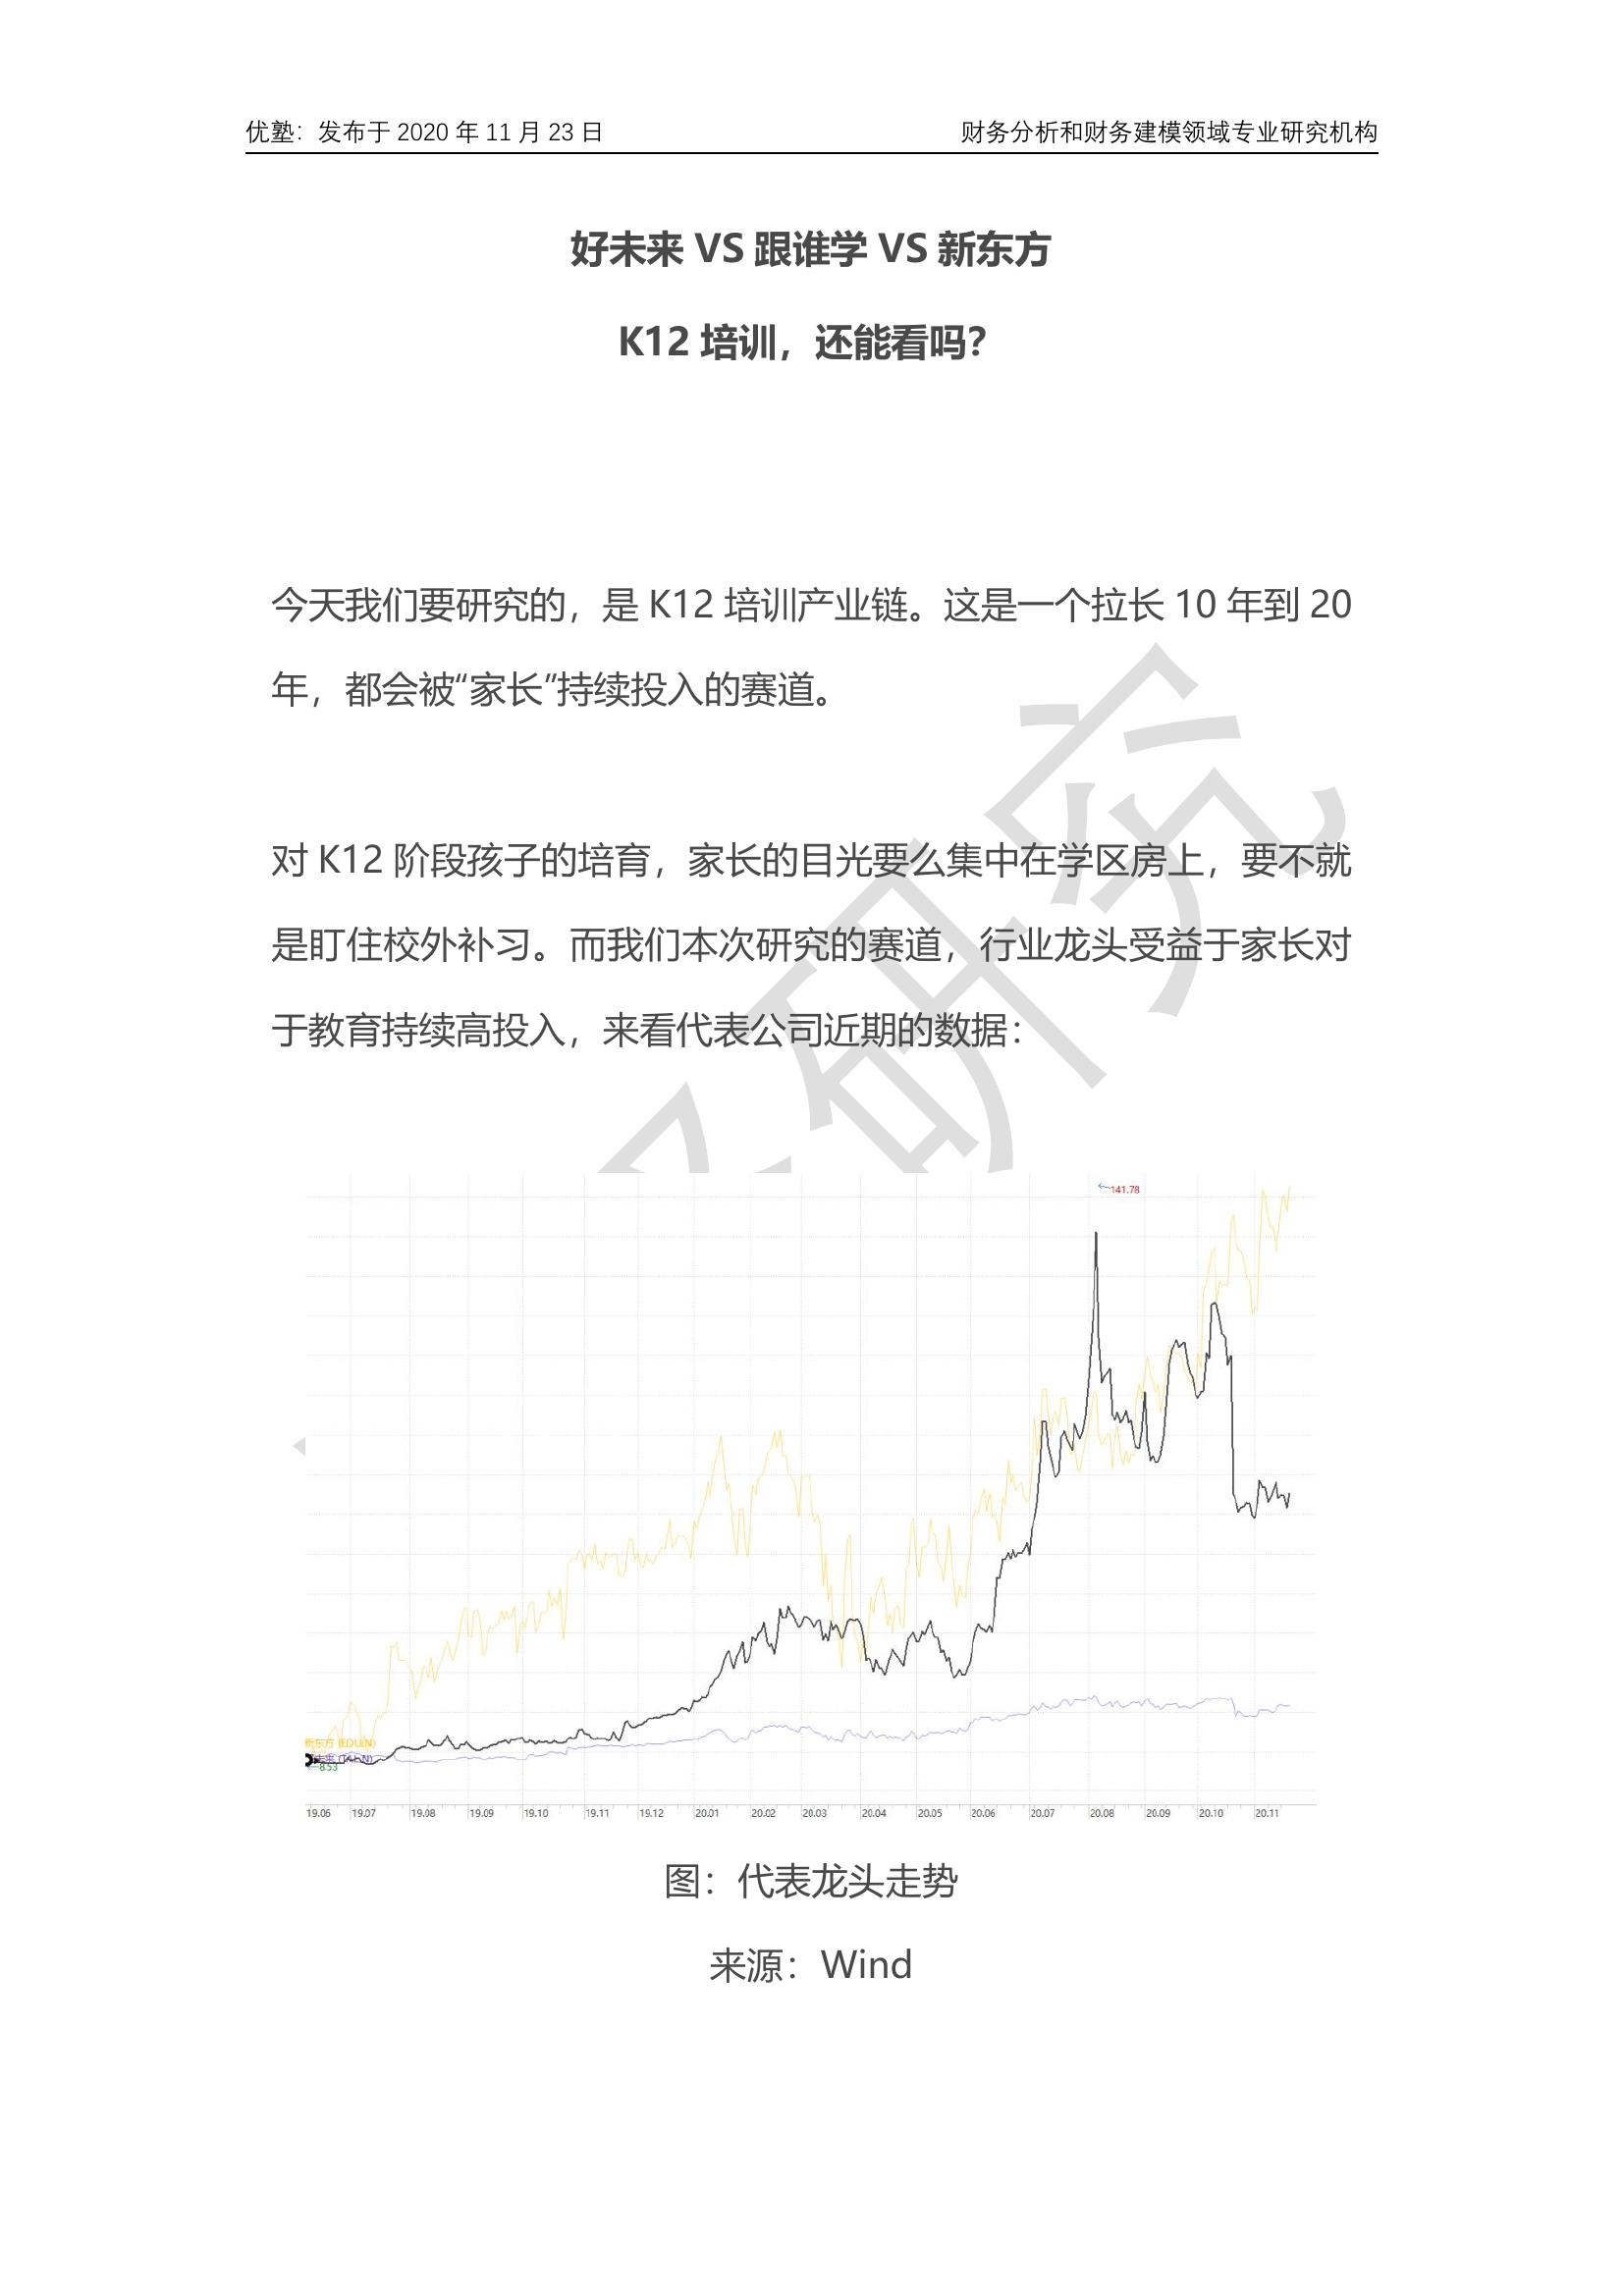 优塾：发布于 2020 年 11 月 23 日 财务分析和财务建模领域专业研究机构
好未来 VS 跟谁学 VS 新东方
K12 培训，还能看吗？
今天我们要研究的，是 K12 培训产业链。这是一个拉长 10 年到 20
年，都会被“家长”持续投入的赛道。
对 K12 阶段孩子的培育，家长的目光要么集中在学区房上，要不就
是盯住校外补习。而我们本次研究的赛道，行业龙头受益于家长对
于教育持续高投入，来看代表公司近期的数据：
研究
141.78
新东方 (EDU.N)
(TAL.N)
8.53
19.06 19.07 19.08 19.09 19.10 19.11 19.12 20.01 20.02 20.03 20.04 20.05 20.06 20.07 20.08 20.09 20.10 20.11
图：代表龙头走势
来源：Wind